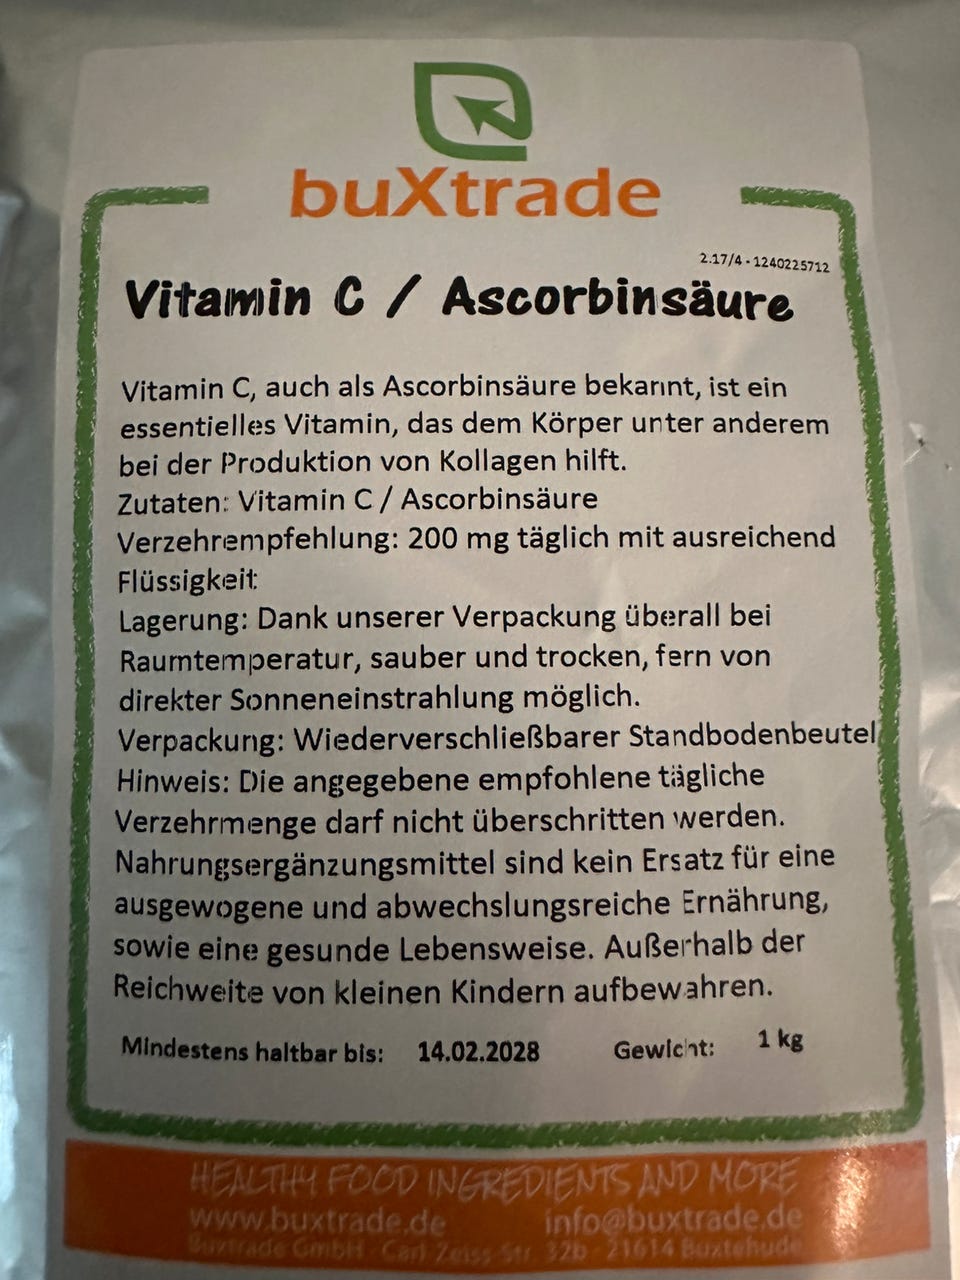 buXtrade
2.17/4 - 1240225712
Vitamin C / Ascorbinsäure
Vitamin C, auch als Ascorbinsäure bekannt, ist ein
essentielles Vitamin, das dem Körper unter anderem
bei der Produktion von Kollagen hilft.
Zutaten: Vitamin C / Ascorbinsäure
Verzehrempfehlung: 200 mg täglich mit ausreichend
Flüssigkeit
Lagerung: Dank unserer Verpackung überall bei
Raumtemperatur, sauber und trocken, fern von
direkter Sonneneinstrahlung möglich.
Verpackung: Wiederverschließbarer Standbodenbeutel
Hinweis: Die angegebene empfohlene tägliche
Verzehrmenge darf nicht überschritten werden.
Nahrungsergänzungsmittel sind kein Ersatz für eine
ausgewogene und abwechslungsreiche Ernährung,
sowie eine gesunde Lebensweise. Außerhalb der
Reichweite von kleinen Kindern aufbewahren.
Mindestens haltbar bis: 14.02.2028 Gewicht: 1 kg
HEALTHY FOOD INGREDIENTS AND MORE
www.buxtrade.de info@buxtrade.de
Buxtrade GmbH - Carl-Zeiss-Str. 32b - 21614 Buxtehude